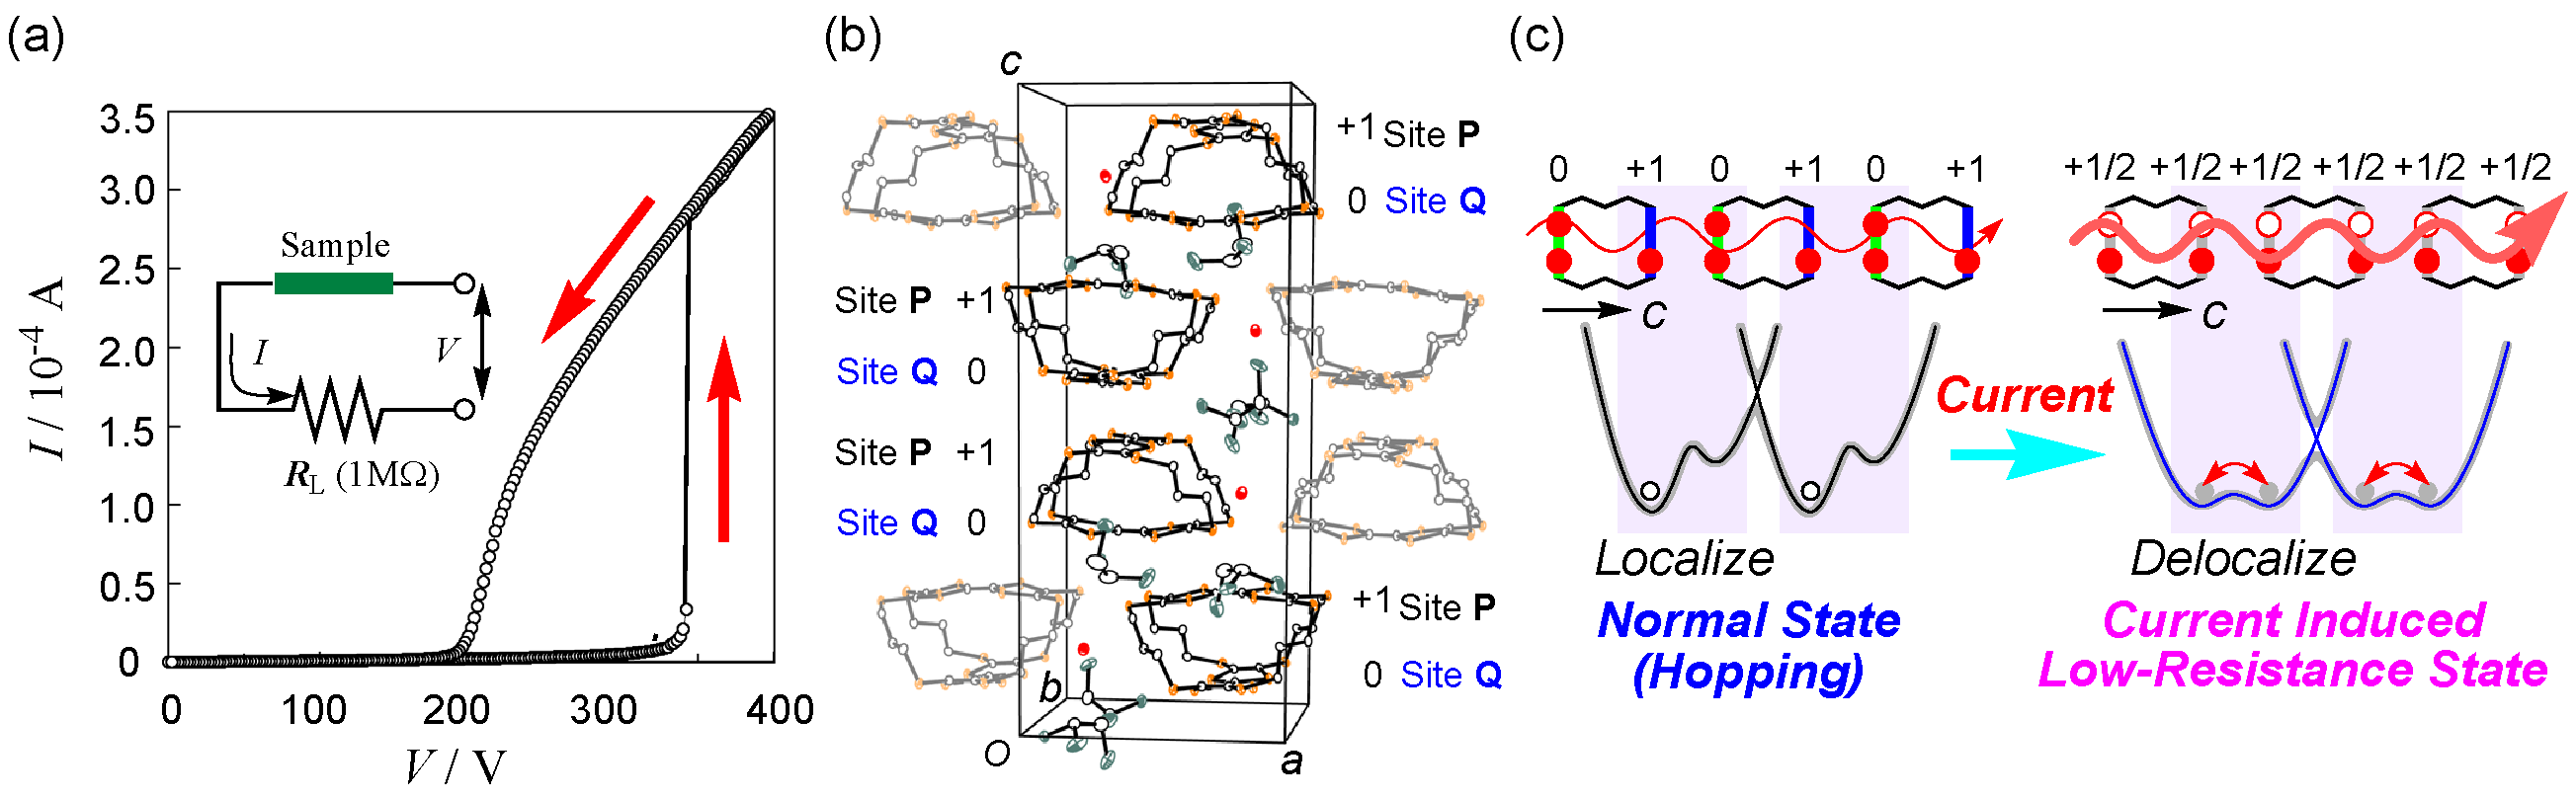 (a)
3.5
3.0
2.5
2.0
1.5
1.0
0.5
0
I / 10-4 A
0 100 200 300 400
V / V
Sample
I
V
RL (1MΩ)
(b)
c
+1 Site P
0 Site Q
Site P +1
Site Q 0
Site P +1
Site Q 0
+1 Site P
0 Site Q
b
O
a
(c)
0 +1 0 +1 0 +1
C
Localize
Normal State
(Hopping)
Current
+1/2 +1/2 +1/2 +1/2 +1/2 +1/2
C
Delocalize
Current Induced
Low-Resistance State